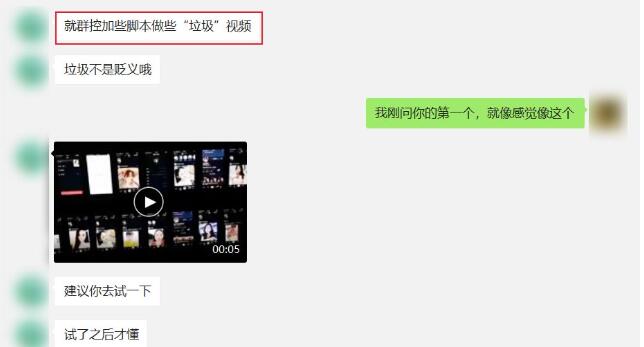 就群控加些脚本做些“垃圾”视频
垃圾不是贬义哦
我刚问你的第一个，就像感觉像这个
00:05
建议你去试一下
试了之后才懂